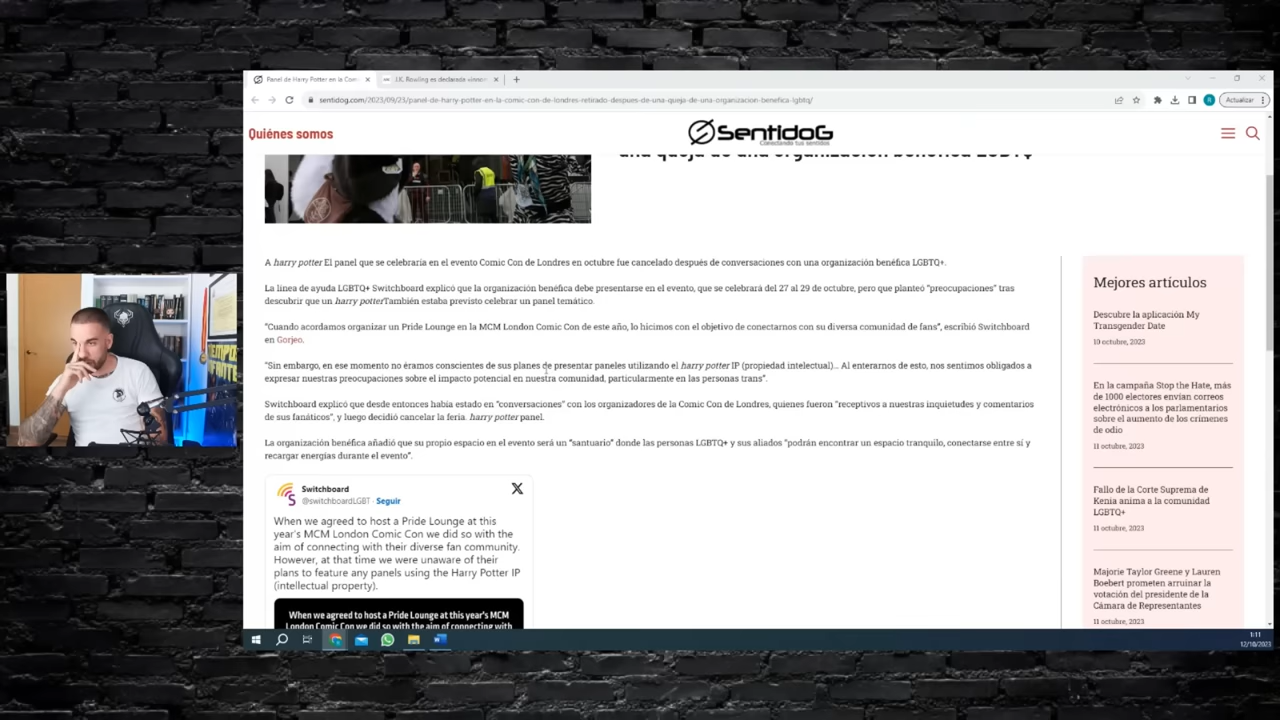 Panel de Harry Potter en la Com
J.K. Rowling es declarada
sentidog.com/2023/09/23/panel-de-harry-potter-en-la-comic-con-de-londres-retirado-despues-de-una-queja-de-una-organizacion-benefica-lgbtq/
Actualizar
Quiénes somos
SentidoG
Conectando tus sentidos
una queja de una organización benéfica LGBTQ
A harry potter El panel que se celebraría en el evento Comic Con de Londres en octubre fue cancelado después de conversaciones con una organización benéfica LGBTQ+.
La línea de ayuda LGBTQ+ Switchboard explicó que la organización benéfica debe presentarse en el evento, que se celebrará del 27 al 29 de octubre, pero que planteó "preocupaciones" tras
descubrir que un harry potterTambién estaba previsto celebrar un panel temático.
"Cuando acordamos organizar un Pride Lounge en la MCM London Comic Con de este año, lo hicimos con el objetivo de conectarnos con su diversa comunidad de fans", escribió Switchboard
en Gorjeo.
"Sin embargo, en ese momento no éramos conscientes de sus planes de presentar paneles utilizando el harry potter IP (propiedad intelectual)... Al enterarnos de esto, nos sentimos obligados a
expresar nuestras preocupaciones sobre el impacto potencial en nuestra comunidad, particularmente en las personas trans".
Switchboard explicó que desde entonces había estado en "conversaciones" con los organizadores de la Comic Con de Londres, quienes fueron "receptivos a nuestras inquietudes y comentarios
de sus fanáticos", y luego decidió cancelar la feria. harry potter panel.
La organización benéfica añadió que su propio espacio en el evento será un "santuario" donde las personas LGBTQ+ y sus aliados "podrán encontrar un espacio tranquilo, conectarse entre sí y
recargar energías durante el evento".
Switchboard
@switchboardLGBT · Seguir
When we agreed to host a Pride Lounge at this
year's MCM London Comic Con we did so with the
aim of connecting with their diverse fan community.
However, at that time we were unaware of their
plans to feature any panels using the Harry Potter IP
(intellectual property).
When we agreed to host a Pride Lounge at this year's MCM
London Comic Con we did so with the aim of connecting with
Mejores artículos
Descubre la aplicación My
Transgender Date
10 octubre, 2023
En la campaña Stop the Hate, más
de 1000 electores envían correos
electrónicos a los parlamentarios
sobre el aumento de los crímenes
de odio
11 octubre, 2023
Fallo de la Corte Suprema de
Kenia anima a la comunidad
LGBTQ+
11 octubre, 2023
Majorie Taylor Greene y Lauren
Boebert prometen arruinar la
votación del presidente de la
Cámara de Representantes
11 octubre, 2023
1:11
12/10/2023